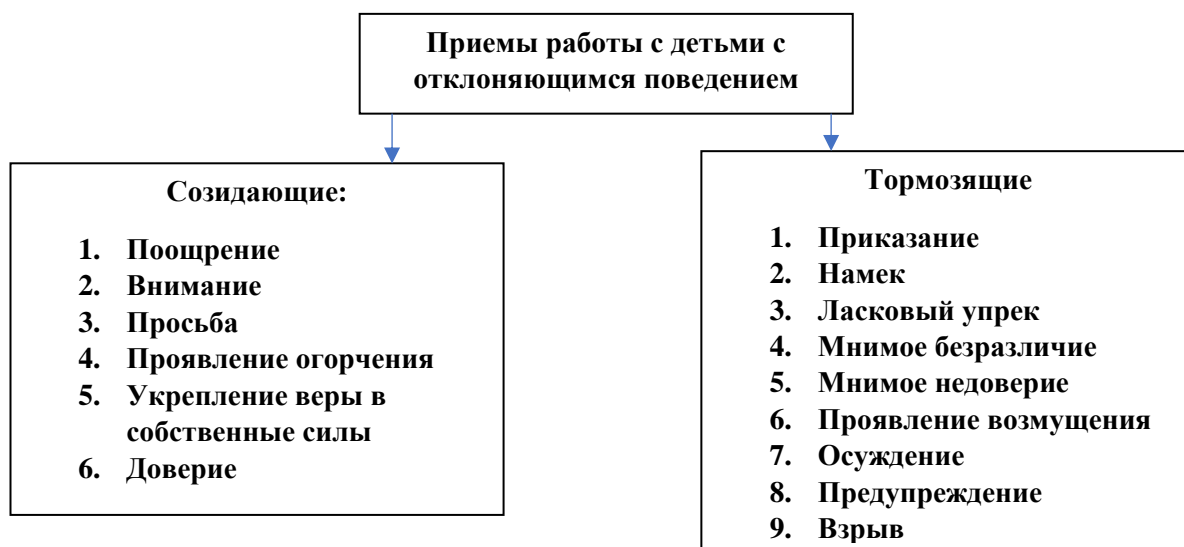 Приемы работы с детьми с
отклоняющимся поведением
Созидающие:
1. Поощрение
2. Внимание
3. Просьба
4. Проявление огорчения
5. Укрепление веры в
собственные силы
6. Доверие
Тормозящие
1. Приказание
2. Намек
3. Ласковый упрек
4. Мнимое безразличие
5. Мнимое недоверие
6. Проявление возмущения
7. Осуждение
8. Предупреждение
9. Взрыв